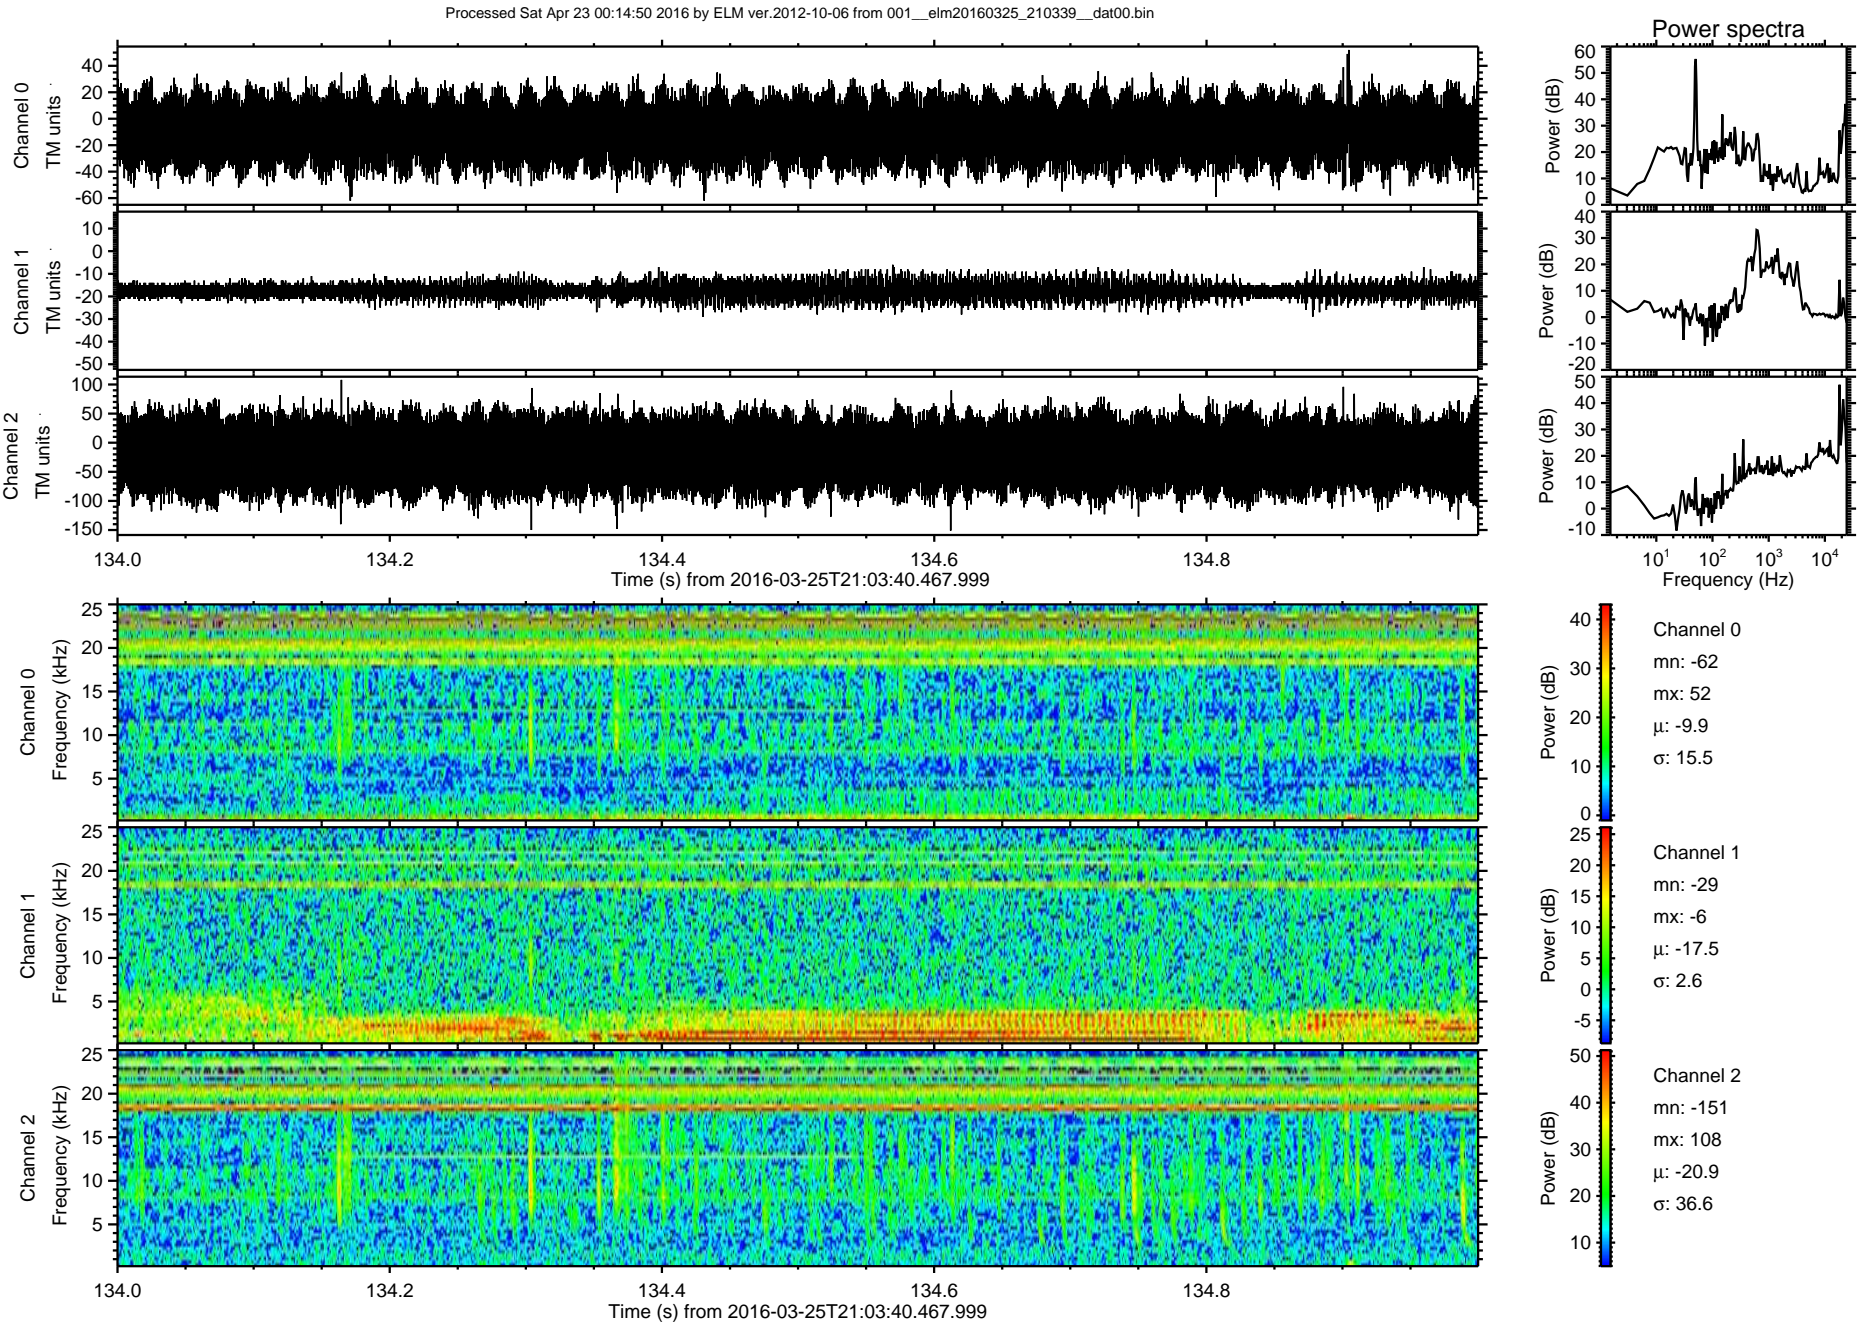 Processed Sat Apr 23 00:14:50 2016 by ELM ver.2012-10-06 from 001__elm20160325_210339__dat00.bin
Power spectra
Channel 0
TM units
40
20
0
-20
-40
-60
Power (dB)
60
50
40
30
20
10
0
Channel 1
TM units
10
0
-10
-20
-30
-40
-50
Power (dB)
40
30
20
10
0
-10
-20
Channel 2
TM units
100
50
0
-50
-100
-150
Power (dB)
50
40
30
20
10
0
-10
134.0 134.2 134.4 134.6 134.8
Time (s) from 2016-03-25T21:03:40.467.999
10¹ 10² 10³ 10⁴
Frequency (Hz)
Channel 0
Frequency (kHz)
25
20
15
10
5
Power (dB)
40
30
20
10
0
Channel 0
mn: -62
mx: 52
μ: -9.9
σ: 15.5
Channel 1
Frequency (kHz)
25
20
15
10
5
Power (dB)
25
20
15
10
5
0
-5
Channel 1
mn: -29
mx: -6
μ: -17.5
σ: 2.6
Channel 2
Frequency (kHz)
25
20
15
10
5
Power (dB)
50
40
30
20
10
Channel 2
mn: -151
mx: 108
μ: -20.9
σ: 36.6
134.0 134.2 134.4 134.6 134.8
Time (s) from 2016-03-25T21:03:40.467.999